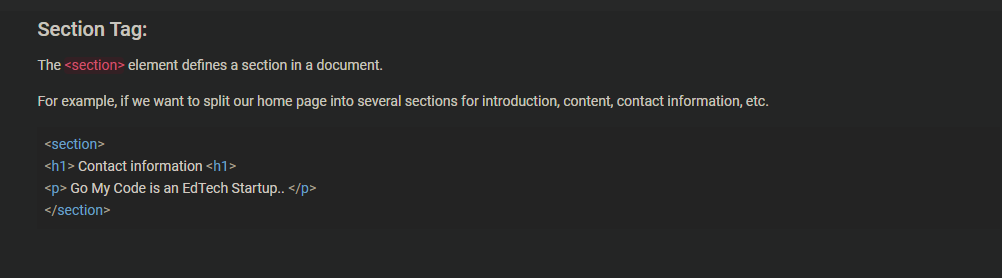 Section Tag:
The <section> element defines a section in a document.
For example, if we want to split our home page into several sections for introduction, content, contact information, etc.
<section>
<h1> Contact information <h1>
<p> Go My Code is an EdTech Startup.. </p>
</section>